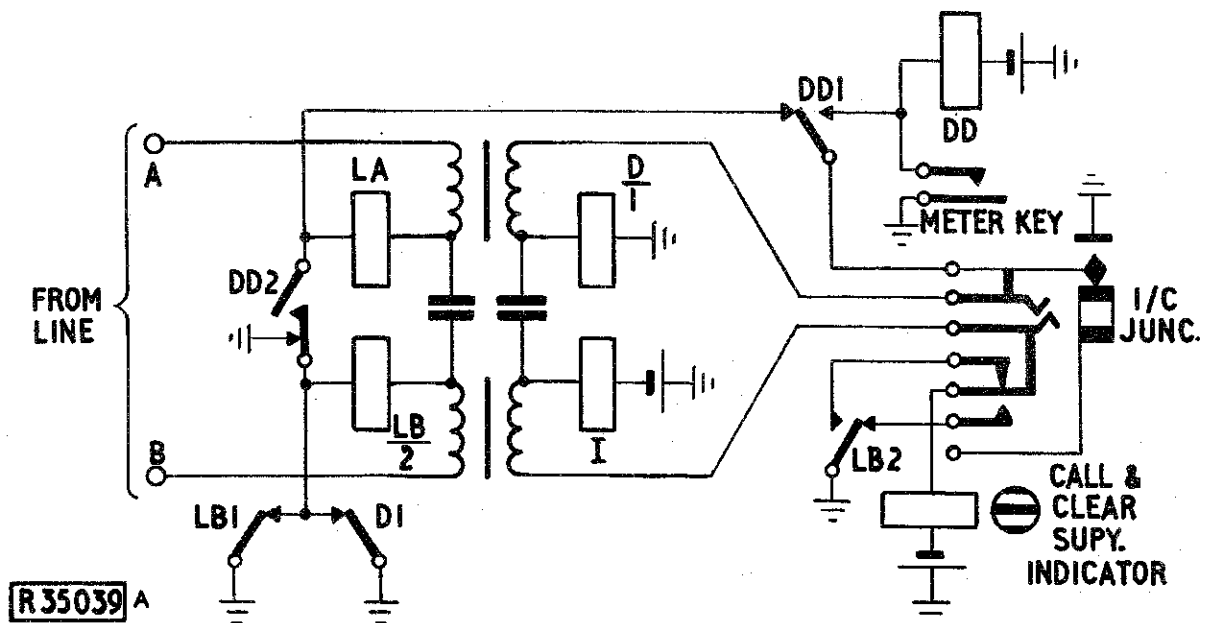 DD1
DD
METER KEY
A
LA
D
1
DD2
FROM
LINE
I/C
JUNC.
LB
2
I
B
LB2
LB1
D1
CALL &
CLEAR
SUPY.
INDICATOR
R35039 A